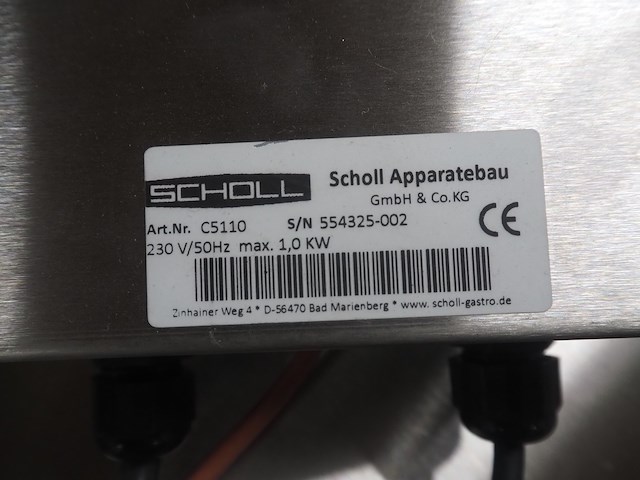 SCHOLL
Scholl Apparatebau
GmbH & Co.KG
Art.Nr. C5110 S/N 554325-002
230 V/50Hz max. 1,0 KW
CE
Zinhainer Weg 4 * D-56470 Bad Marienberg * www. scholl-gastro.de